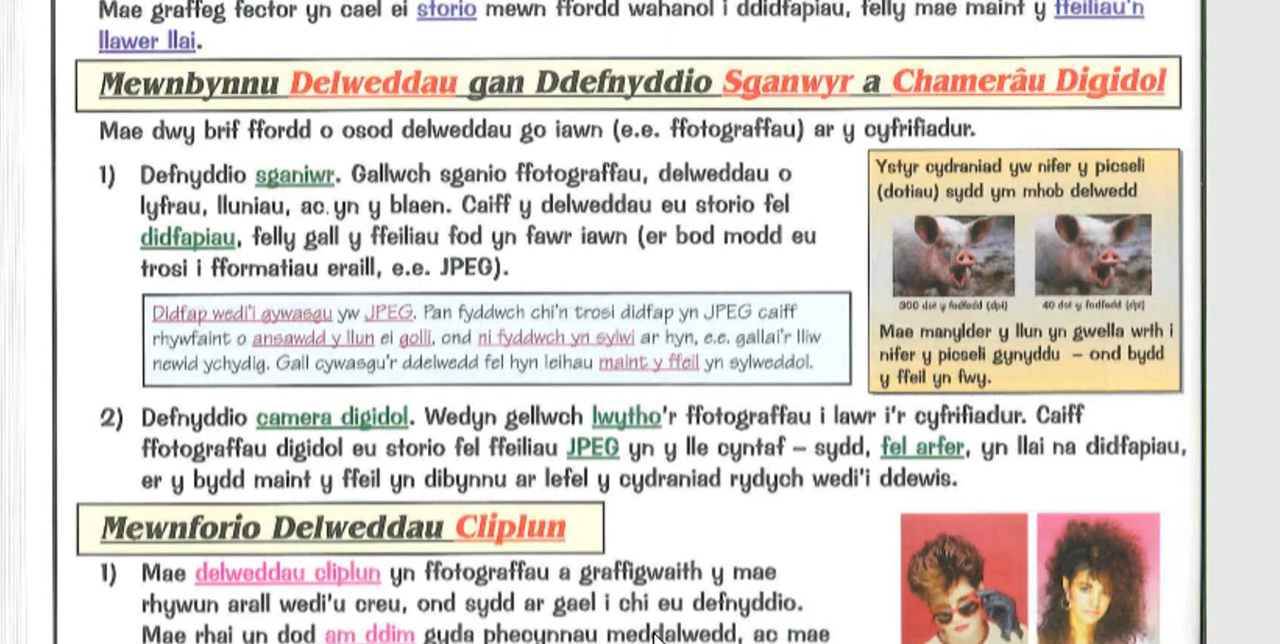 Mae graffeg fector yn cael ei storio mewn ffordd wahanol i ddidfapiau, felly mae maint y ffeiliau'n
llawer llai.
Mewnbynnu Delweddau gan Ddefnyddio Sganwyr a Chamerâu Digidol
Mae dwy brif ffordd o osod delweddau go iawn (e.e. ffotograffau) ar y cyfrifiadur.
1) Defnyddio sganiwr. Gallwch sganio ffotograffau, delweddau o
lyfrau, lluniau, ac yn y blaen. Caiff y delweddau eu storio fel
didfapiau, felly gall y ffeiliau fod yn fawr iawn (er bod modd eu
trosi i fformatiau eraill, e.e. JPEG).
Didfap wedi'i gywasgu yw JPEG. Pan fyddwch chi'n trosi didfap yn JPEG caiff
rhywfaint o ansawdd y llun ei golli, ond ni fyddwch yn sylwi ar hyn, e.e. gallai'r lliw
newid ychydig. Gall cywasgu'r ddelwedd fel hyn leihau maint y ffeil yn sylweddol.
Ystyr cydraniad yw nifer y picseli
(dotiau) sydd ym mhob delwedd
300 dot y fodfedd (dpi)
40 dot y fodfedd (dpi)
Mae manylder y llun yn gwella wrth i
nifer y picseli gynyddu – ond bydd
y ffeil yn fwy.
2) Defnyddio camera digidol. Wedyn gellwch lwytho'r ffotograffau i lawr i'r cyfrifiadur. Caiff
ffotograffau digidol eu storio fel ffeiliau JPEG yn y lle cyntaf – sydd, fel arfer, yn llai na didfapiau,
er y bydd maint y ffeil yn dibynnu ar lefel y cydraniad rydych wedi'i ddewis.
Mewnforio Delweddau Cliplun
1) Mae delweddau cliplun yn ffotograffau a graffigwaith y mae
rhywun arall wedi'u creu, ond sydd ar gael i chi eu defnyddio.
Mae rhai yn dod am ddim gyda phecynnau meddalwedd, ac mae